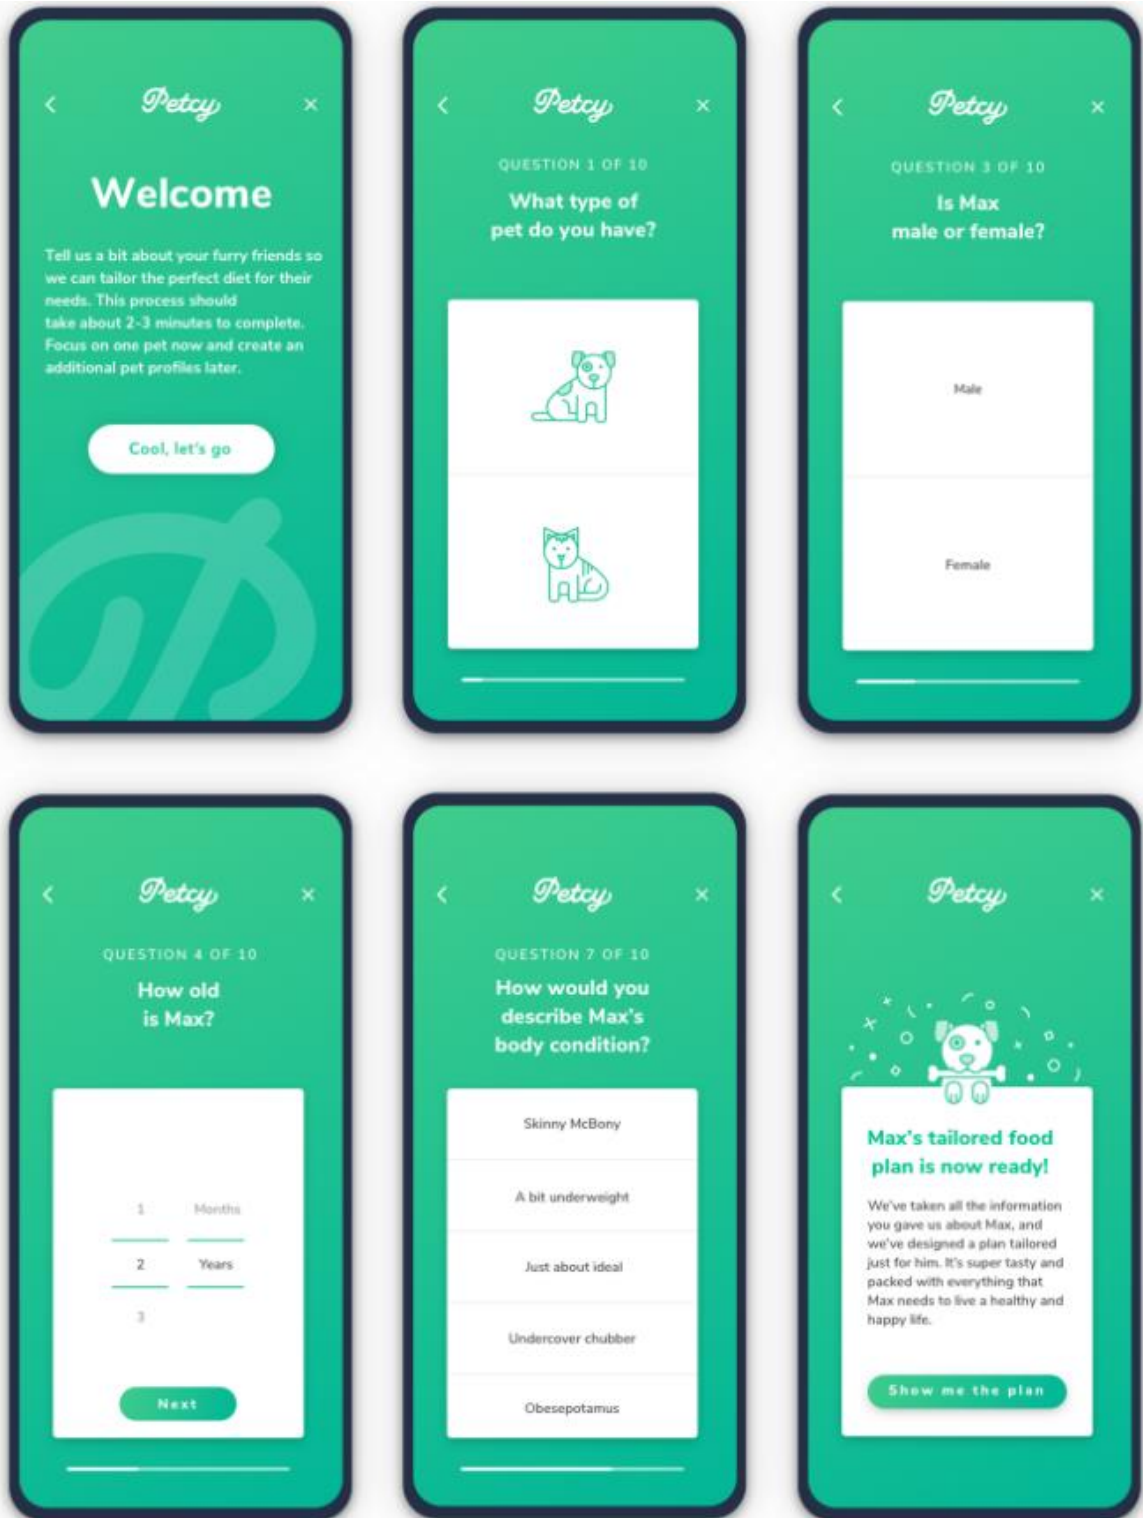 Petcy
Welcome
Tell us a bit about your furry friends so
we can tailor the perfect diet for their
needs. This process should
take about 2-3 minutes to complete.
Focus on one pet now and create an
additional pet profiles later.
Cool, let's go
Petcy
QUESTION 1 OF 10
What type of
pet do you have?
Petcy
QUESTION 3 OF 10
Is Max
male or female?
Male
Female
Petcy
QUESTION 4 OF 10
How old
is Max?
1 Months
2 Years
3
Next
Petcy
QUESTION 7 OF 10
How would you
describe Max's
body condition?
Skinny McBony
A bit underweight
Just about ideal
Undercover chubber
Obesepotamus
Petcy
Max's tailored food
plan is now ready!
We've taken all the information
you gave us about Max, and
we've designed a plan tailored
just for him. It's super tasty and
packed with everything that
Max needs to live a healthy and
happy life.
Show me the plan